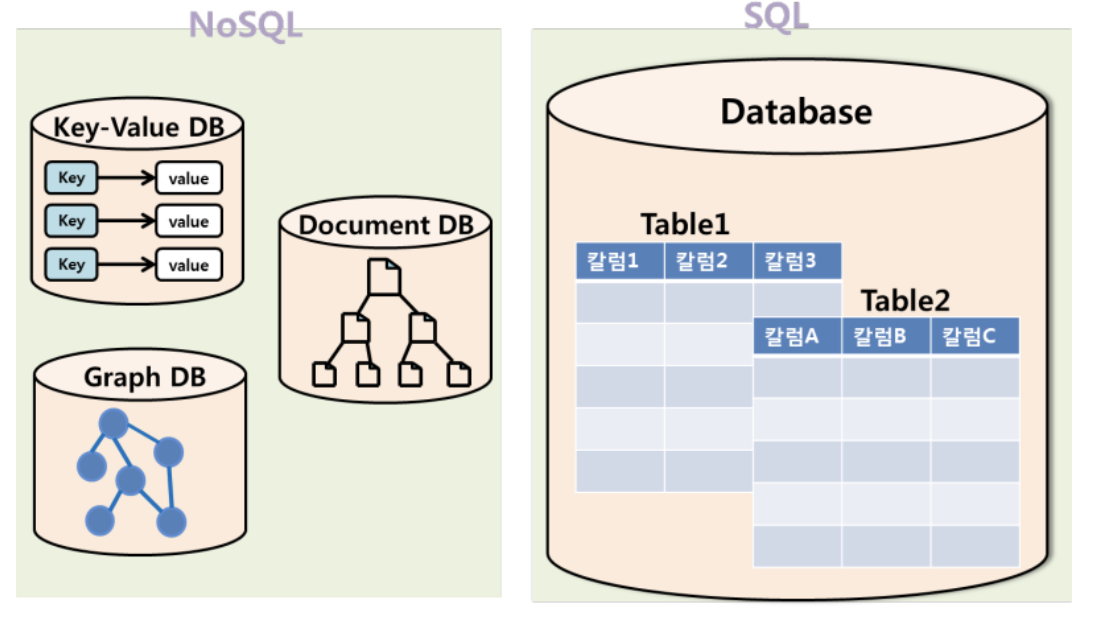 NoSQL
Key-Value DB
Key value
Key value
Key value
Document DB
Graph DB
SQL
Database
Table1
칼럼1 칼럼2 칼럼3
Table2
칼럼A 칼럼B 칼럼C